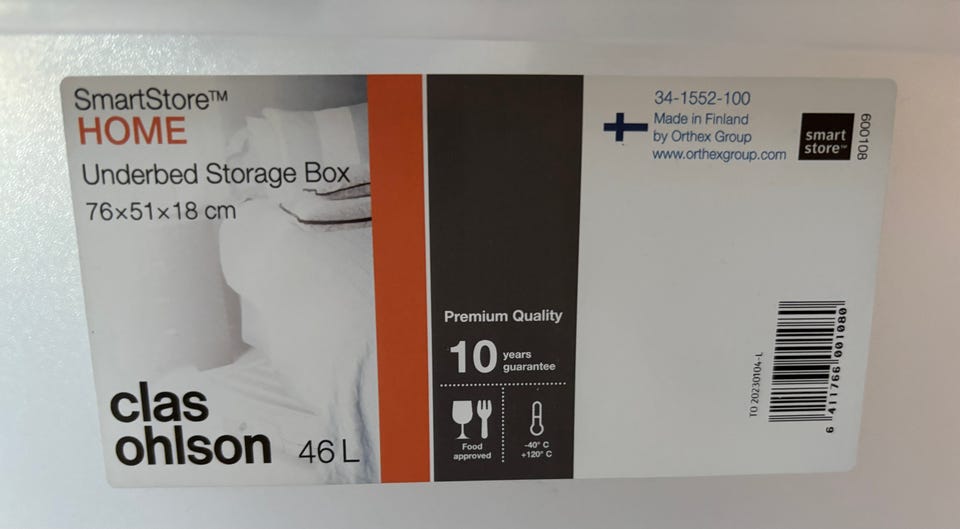 SmartStore™
HOME
Underbed Storage Box
76×51×18 cm
clas
ohlson
46 L
Premium Quality
10 years
guarantee
Food
approved
-40° C
+120° C
34-1552-100
Made in Finland
by Orthex Group
www.orthexgroup.com
smart
store™
600108
TO 20230104-L
6 411766 001080